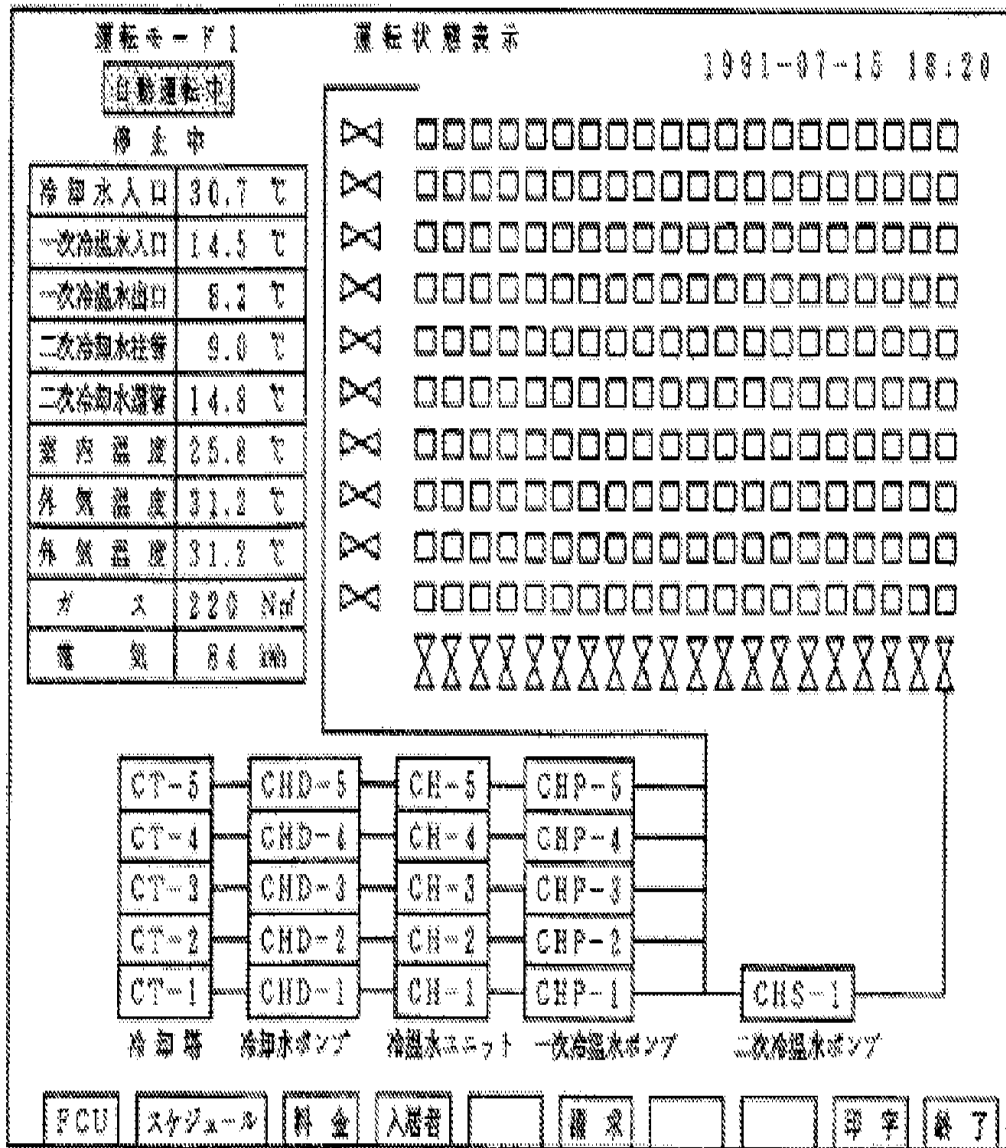 運転モード1
運転状態表示
1991-07-15 18:20
自動運転中
停止中
冷却水入口 30.7 ℃
一次冷温水入口 14.5 ℃
一次冷温水出口 8.2 ℃
二次冷却水往管 9.0 ℃
二次冷却水還管 14.8 ℃
室内温度 25.8 ℃
外気温度 31.2 ℃
外気温度 31.2 ℃
ガス 220 N㎥
電気 84 kWh
CT-5 CHD-5 CH-5 CHP-5
CT-4 CHD-4 CH-4 CHP-4
CT-3 CHD-3 CH-3 CHP-3
CT-2 CHD-2 CH-2 CHP-2
CT-1 CHD-1 CH-1 CHP-1 CHS-1
冷却塔 冷却水ポンプ 冷温水ユニット 一次冷温水ポンプ 二次冷温水ポンプ
FCU スケジュール 料金 入居者 請求 印字 終了